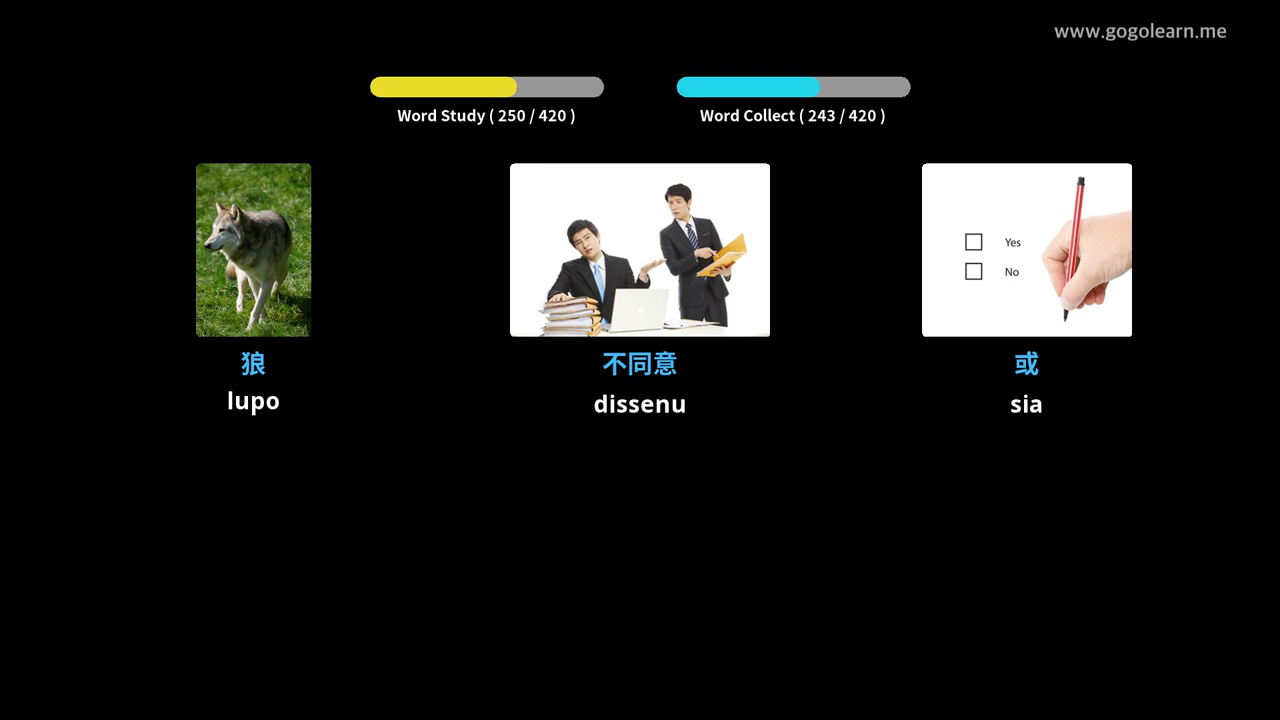 www.gogolearn.me
Word Study ( 250 / 420 )
Word Collect ( 243 / 420 )
Yes
No
狼
不同意
或
lupo
dissenu
sia